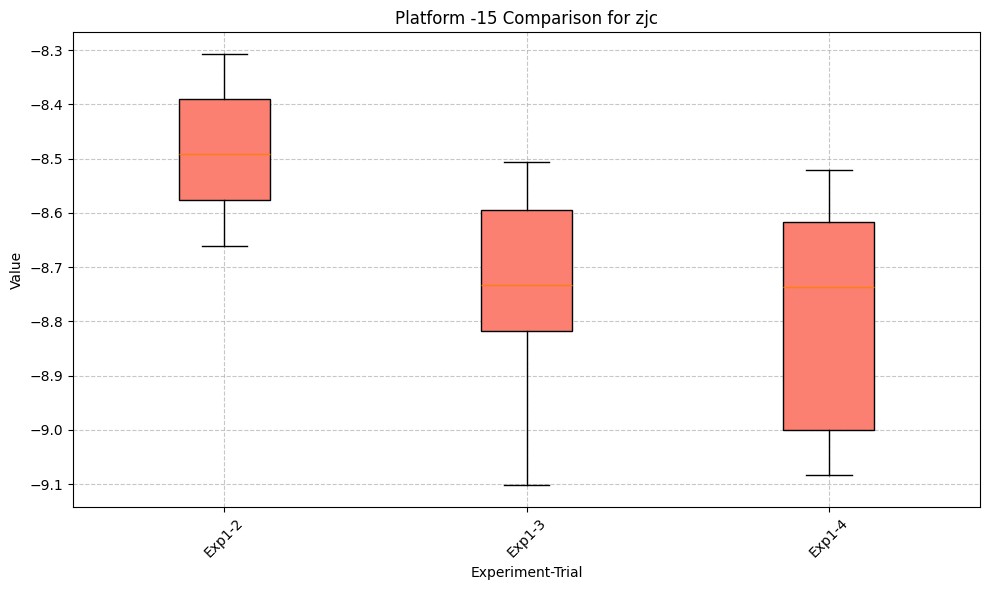 Platform -15 Comparison for zjc
−8.3
−8.4
−8.5
−8.6
−8.7
−8.8
−8.9
−9.0
−9.1
Value
Exp1-2
Exp1-3
Exp1-4
Experiment-Trial